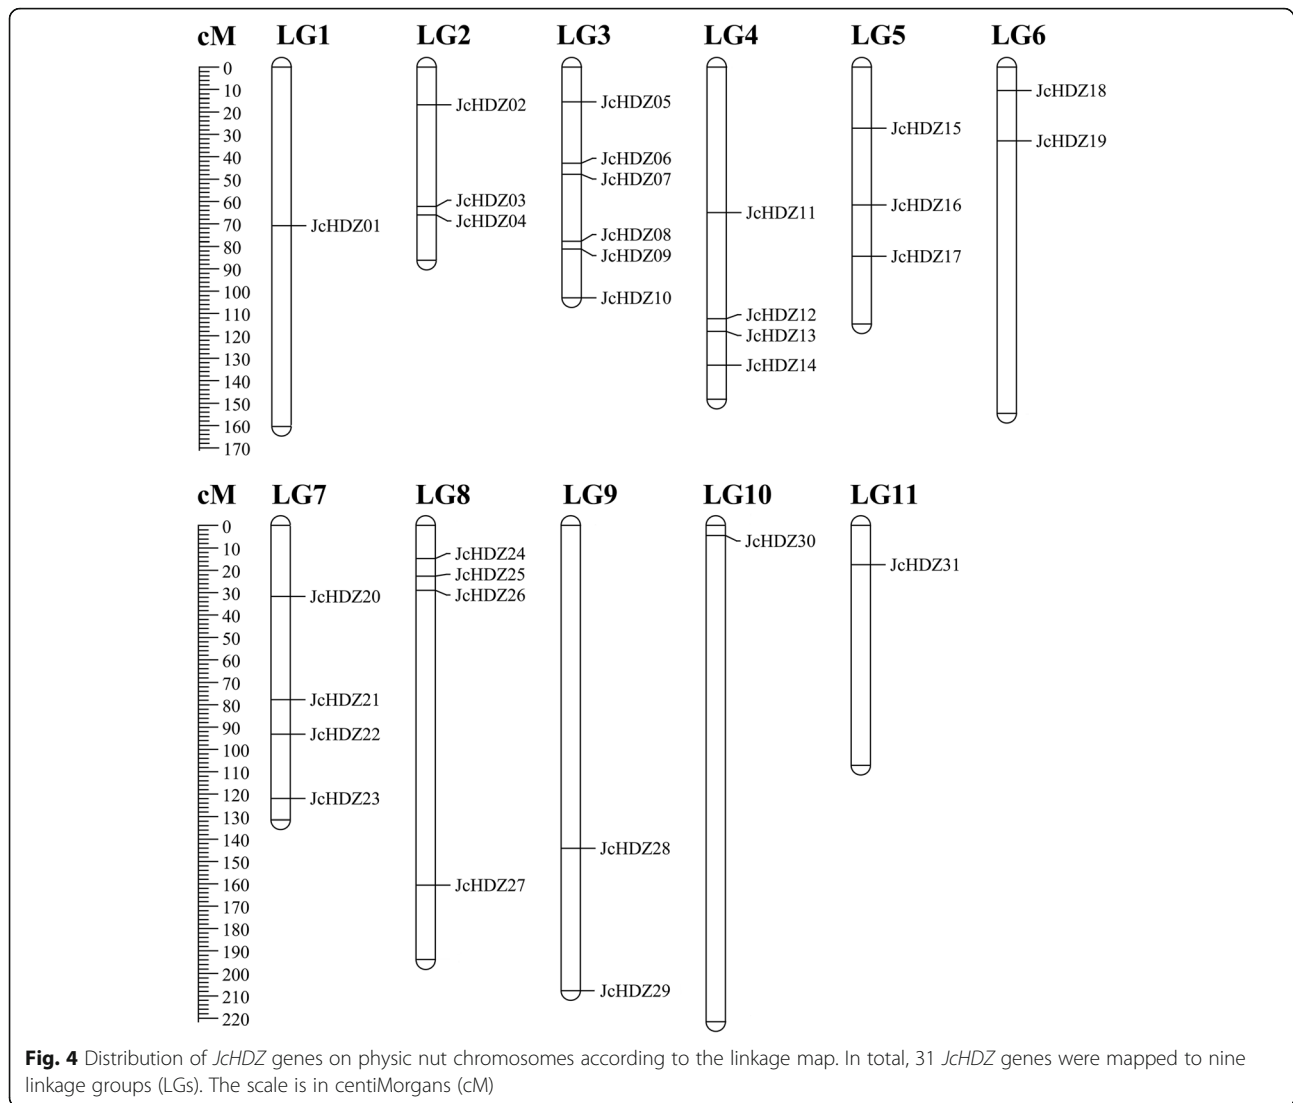 cM LG1 LG2 LG3 LG4 LG5 LG6
0
10
20
30
40
50
60
70
80
90
100
110
120
130
140
150
160
170
JcHDZ01
JcHDZ02
JcHDZ03
JcHDZ04
JcHDZ05
JcHDZ06
JcHDZ07
JcHDZ08
JcHDZ09
JcHDZ10
JcHDZ11
JcHDZ12
JcHDZ13
JcHDZ14
JcHDZ15
JcHDZ16
JcHDZ17
JcHDZ18
JcHDZ19
cM LG7 LG8 LG9 LG10 LG11
0
10
20
30
40
50
60
70
80
90
100
110
120
130
140
150
160
170
180
190
200
210
220
JcHDZ20
JcHDZ21
JcHDZ22
JcHDZ23
JcHDZ24
JcHDZ25
JcHDZ26
JcHDZ27
JcHDZ28
JcHDZ29
JcHDZ30
JcHDZ31
Fig. 4 Distribution of JcHDZ genes on physic nut chromosomes according to the linkage map. In total, 31 JcHDZ genes were mapped to nine
linkage groups (LGs). The scale is in centiMorgans (cM)